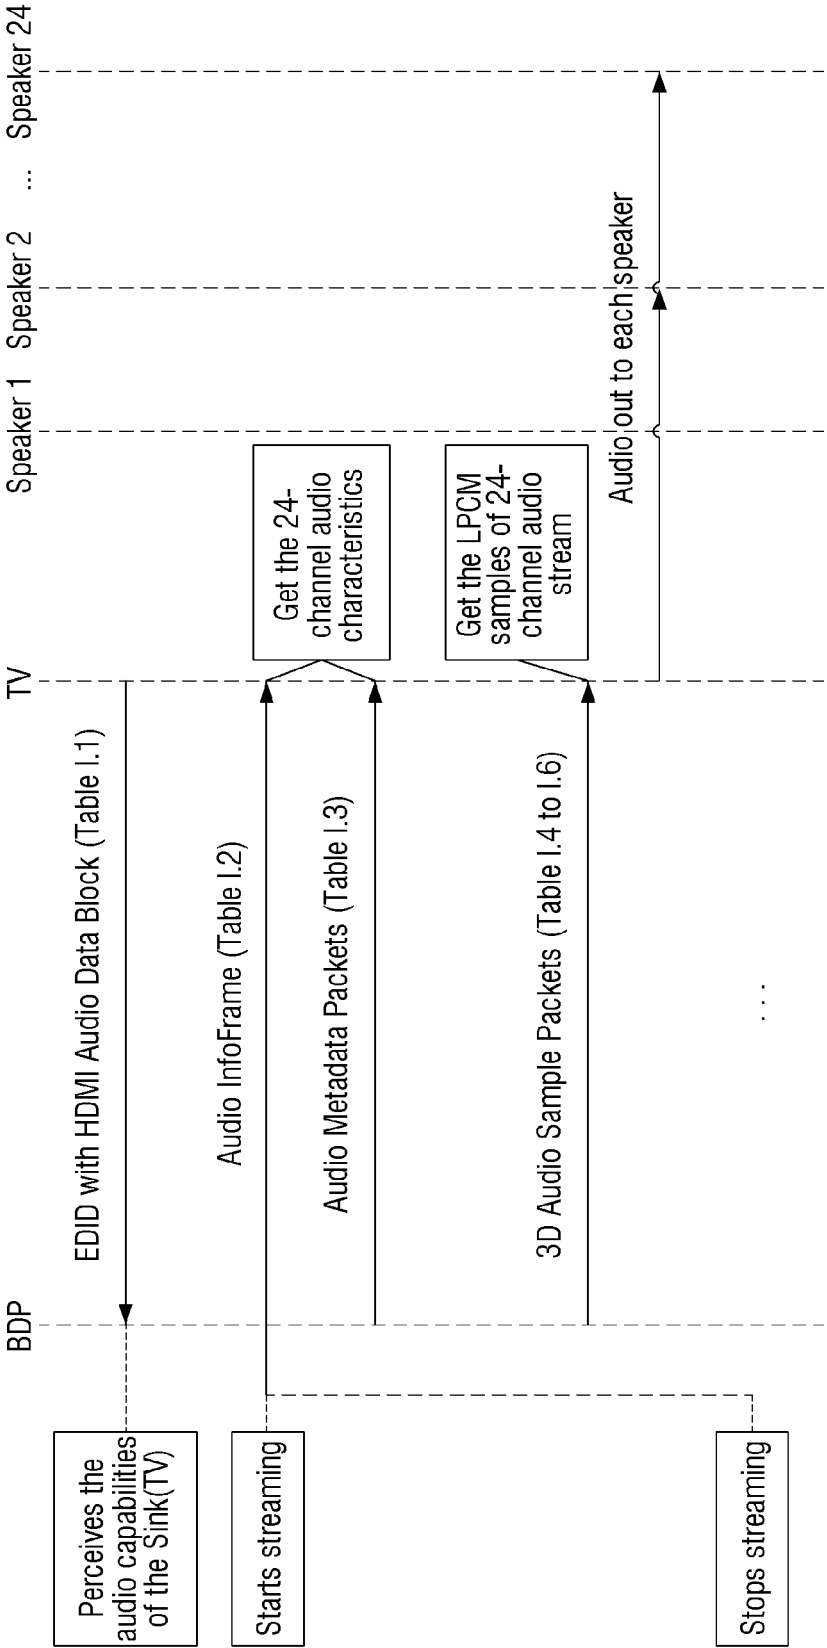 BDP
TV
Speaker 1
Speaker 2
...
Speaker 24
Perceives the
audio capabilities
of the Sink(TV)
EDID with HDMI Audio Data Block (Table I.1)
Starts streaming
Audio InfoFrame (Table I.2)
Get the 24-
channel audio
characteristics
Audio Metadata Packets (Table I.3)
3D Audio Sample Packets (Table I.4 to I.6)
Get the LPCM
samples of 24-
channel audio
stream
Audio out to each speaker
Stops streaming
...